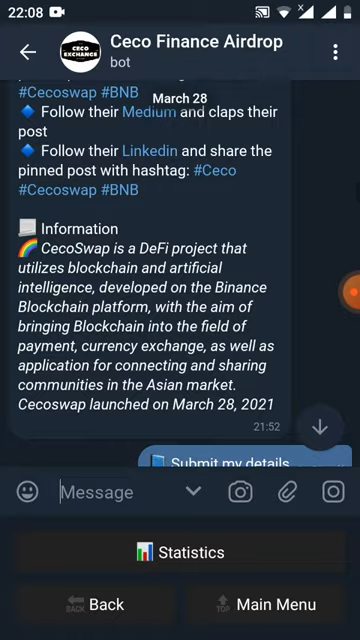 22:08
Ceco Finance Airdrop
CECO
EXCHANGE
bot
#Cecoswap #BNB
March 28
🔷 Follow their Medium and claps their
post
🔷 Follow their Linkedin and share the
pinned post with hashtag: #Ceco
#Cecoswap #BNB
Information
🌈 CecoSwap is a DeFi project that
utilizes blockchain and artificial
intelligence, developed on the Binance
Blockchain platform, with the aim of
bringing Blockchain into the field of
payment, currency exchange, as well as
application for connecting and sharing
communities in the Asian market.
Cecoswap launched on March 28, 2021
21:52
📘 Submit my details
Message
📊 Statistics
BACK Back
TOP Main Menu